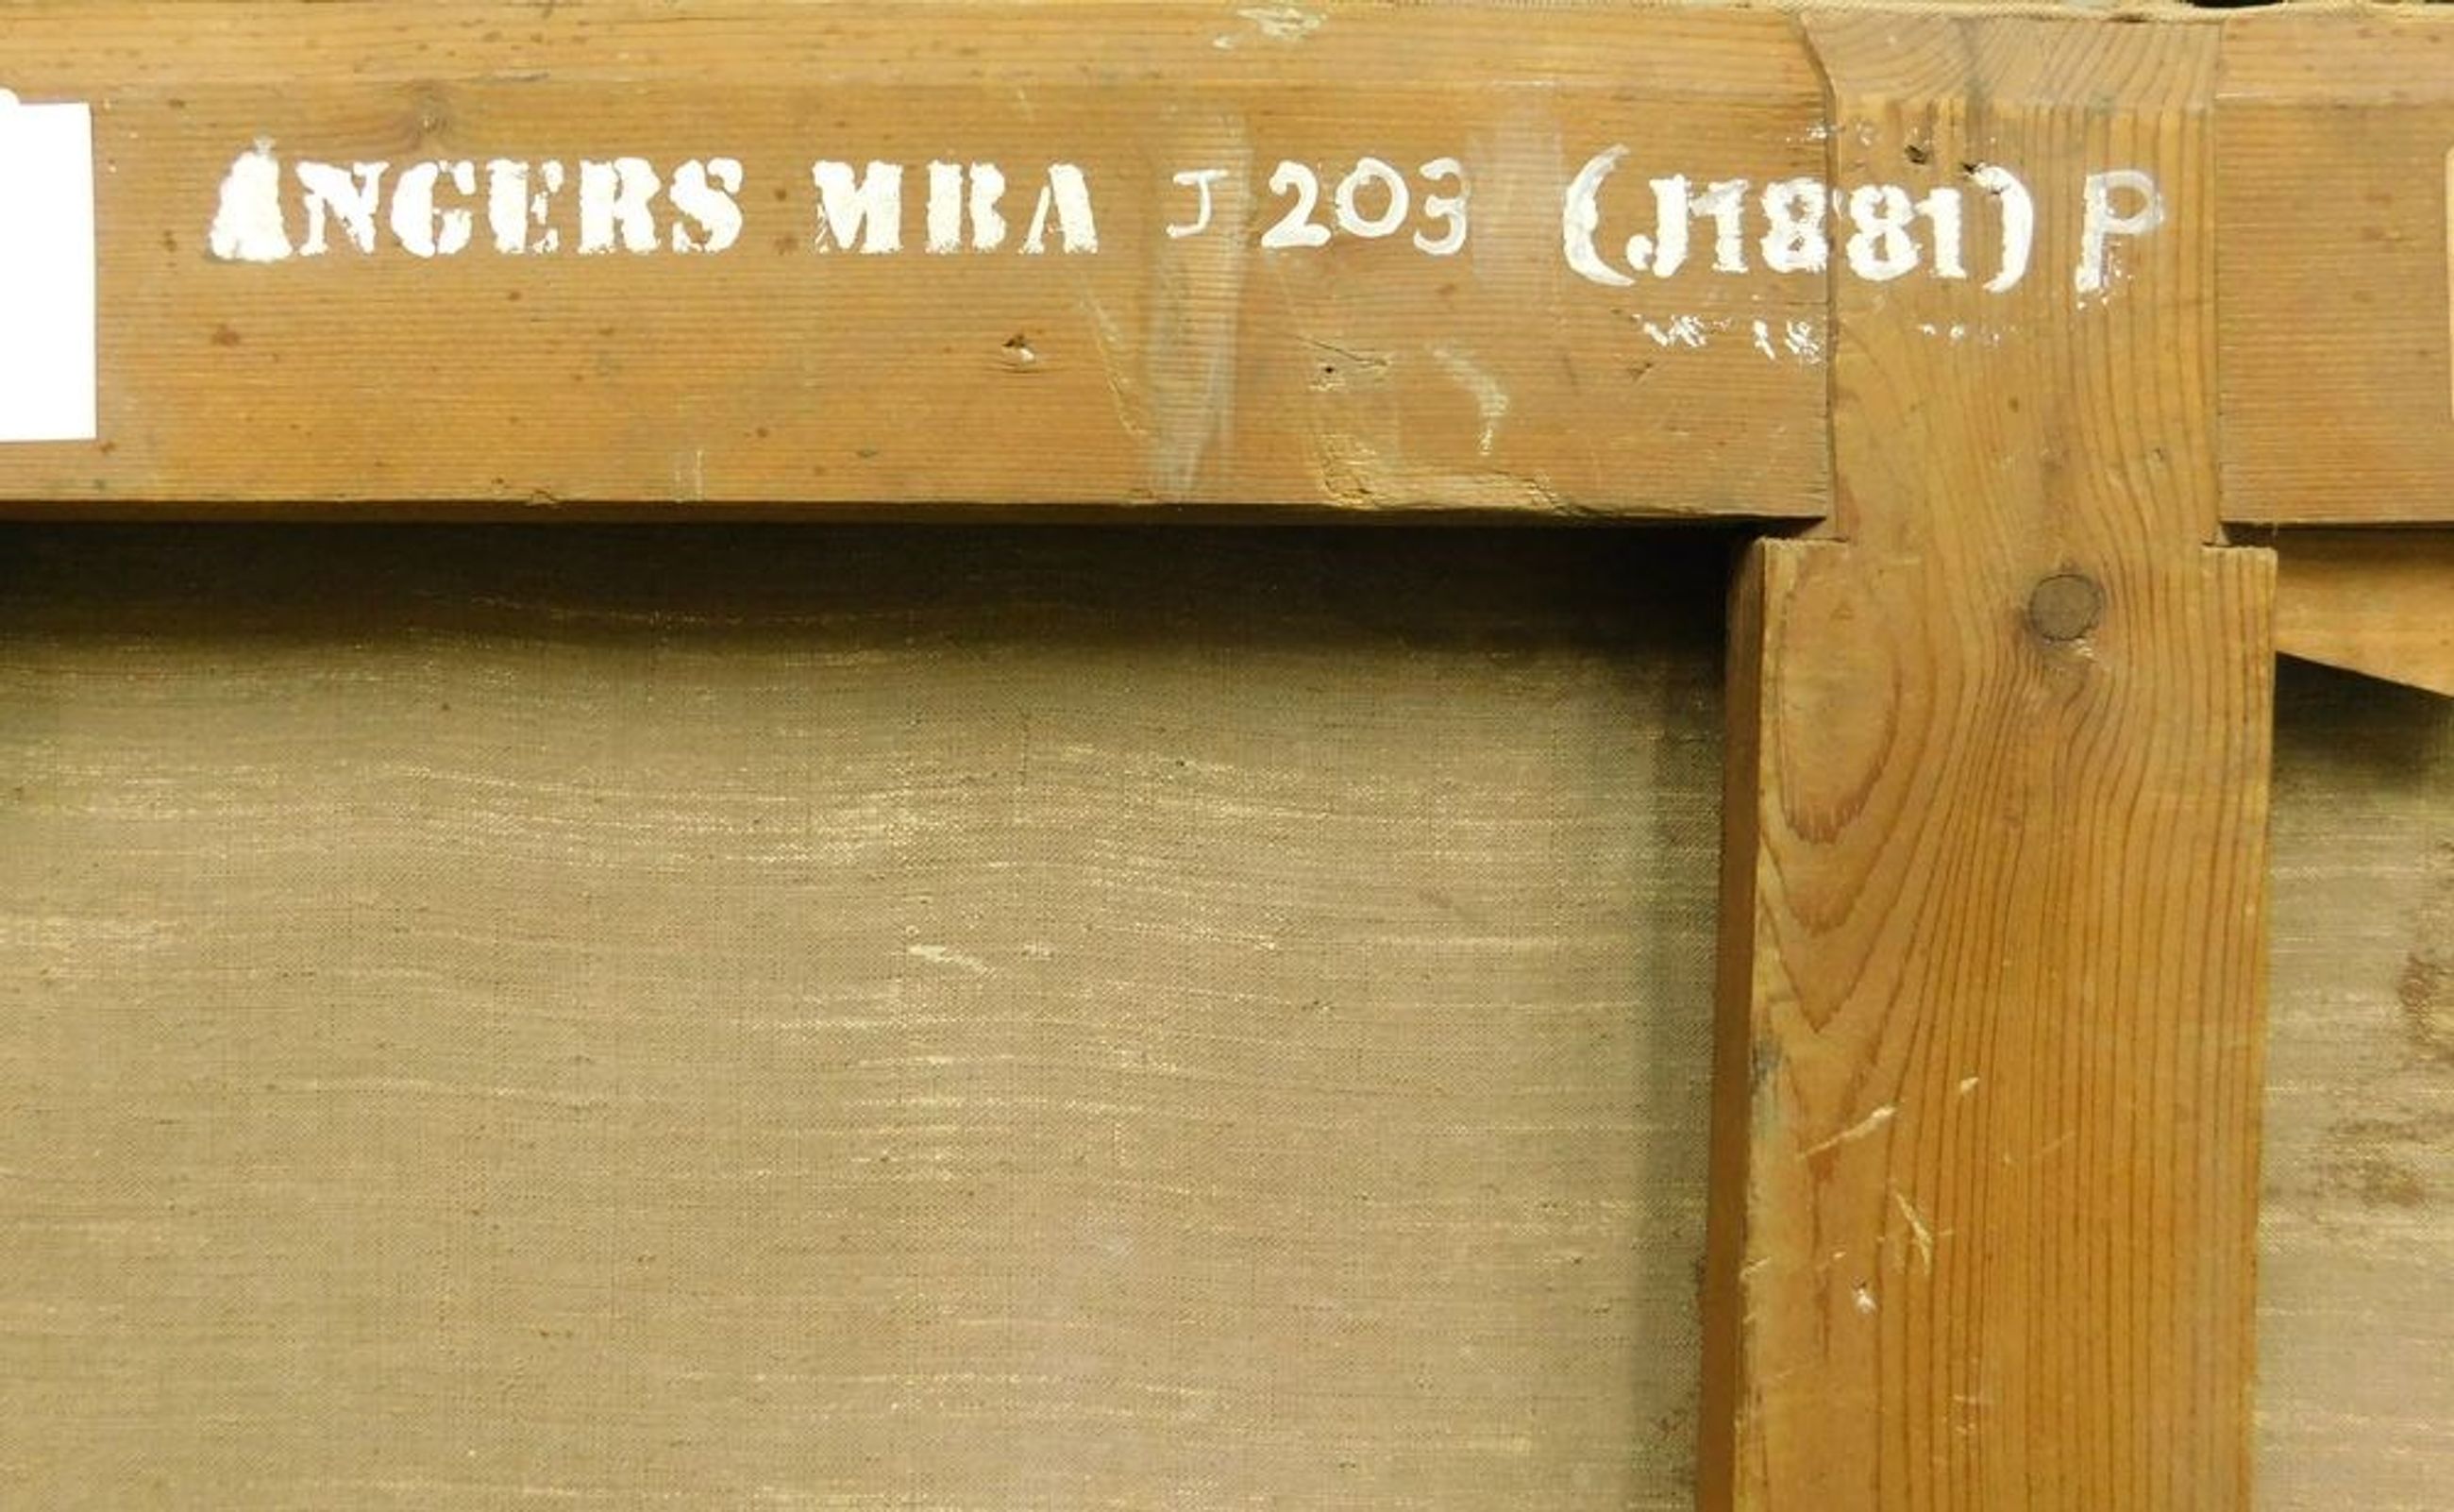 ANGERS MBA J 203 (J1881) P